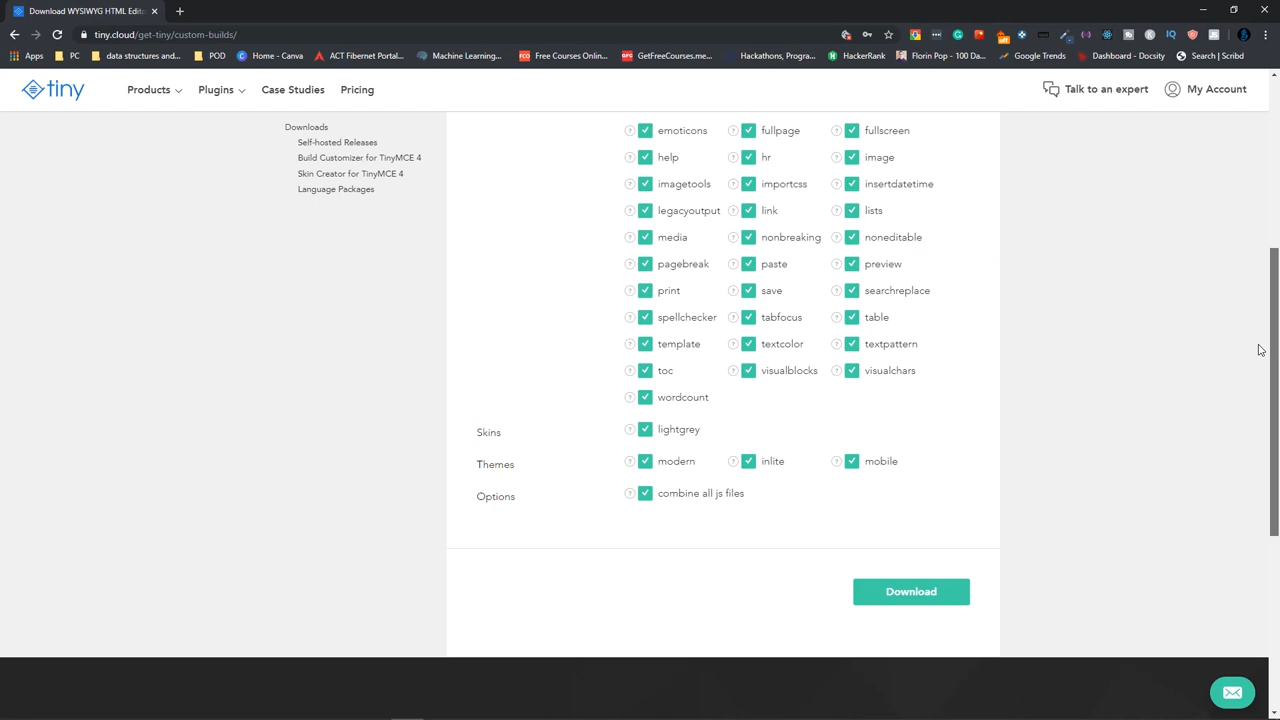 Download WYSIWYG HTML Edit
tiny.cloud/get-tiny/custom-builds/
Apps PC data structures and... POD Home - Canva ACT Fibernet Portal... Machine Learning... Free Courses Onlin... GetFreeCourses.me... Hackathons, Progra... HackerRank Florin Pop - 100 Da... Google Trends Dashboard - Docsity Search | Scribd
tiny Products Plugins Case Studies Pricing Talk to an expert My Account
Downloads
Self-hosted Releases
Build Customizer for TinyMCE 4
Skin Creator for TinyMCE 4
Language Packages
emoticons fullpage fullscreen
help hr image
imagetools importcss insertdatetime
legacyoutput link lists
media nonbreaking noneditable
pagebreak paste preview
print save searchreplace
spellchecker tabfocus table
template textcolor textpattern
toc visualblocks visualchars
wordcount
Skins lightgrey
Themes modern inlite mobile
Options combine all js files
Download